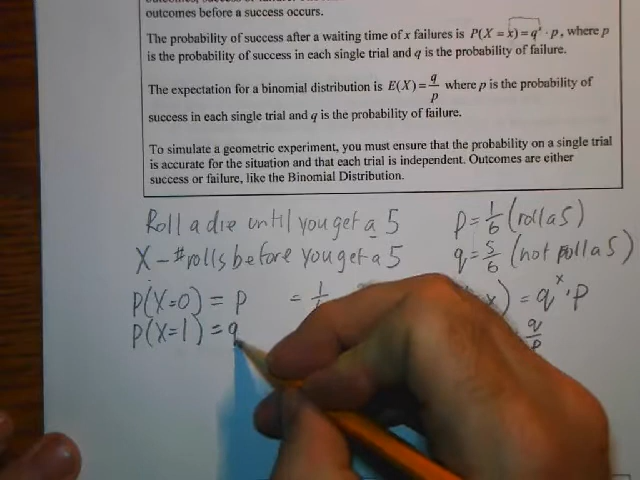 outcomes before a success occurs.
The probability of success after a waiting time of x failures is P(X = x) = qˣ · p, where p
is the probability of success in each single trial and q is the probability of failure.
The expectation for a binomial distribution is E(X) = q/p where p is the probability of
success in each single trial and q is the probability of failure.
To simulate a geometric experiment, you must ensure that the probability on a single trial
is accurate for the situation and that each trial is independent. Outcomes are either
success or failure, like the Binomial Distribution.
Roll a die until you get a 5 P = 1/6 (roll a 5)
X - # rolls before you get a 5 q = 5/6 (not roll a 5)
P(X=0) = P = 1/ x) = qˣ · P
P(X=1) = q q/p